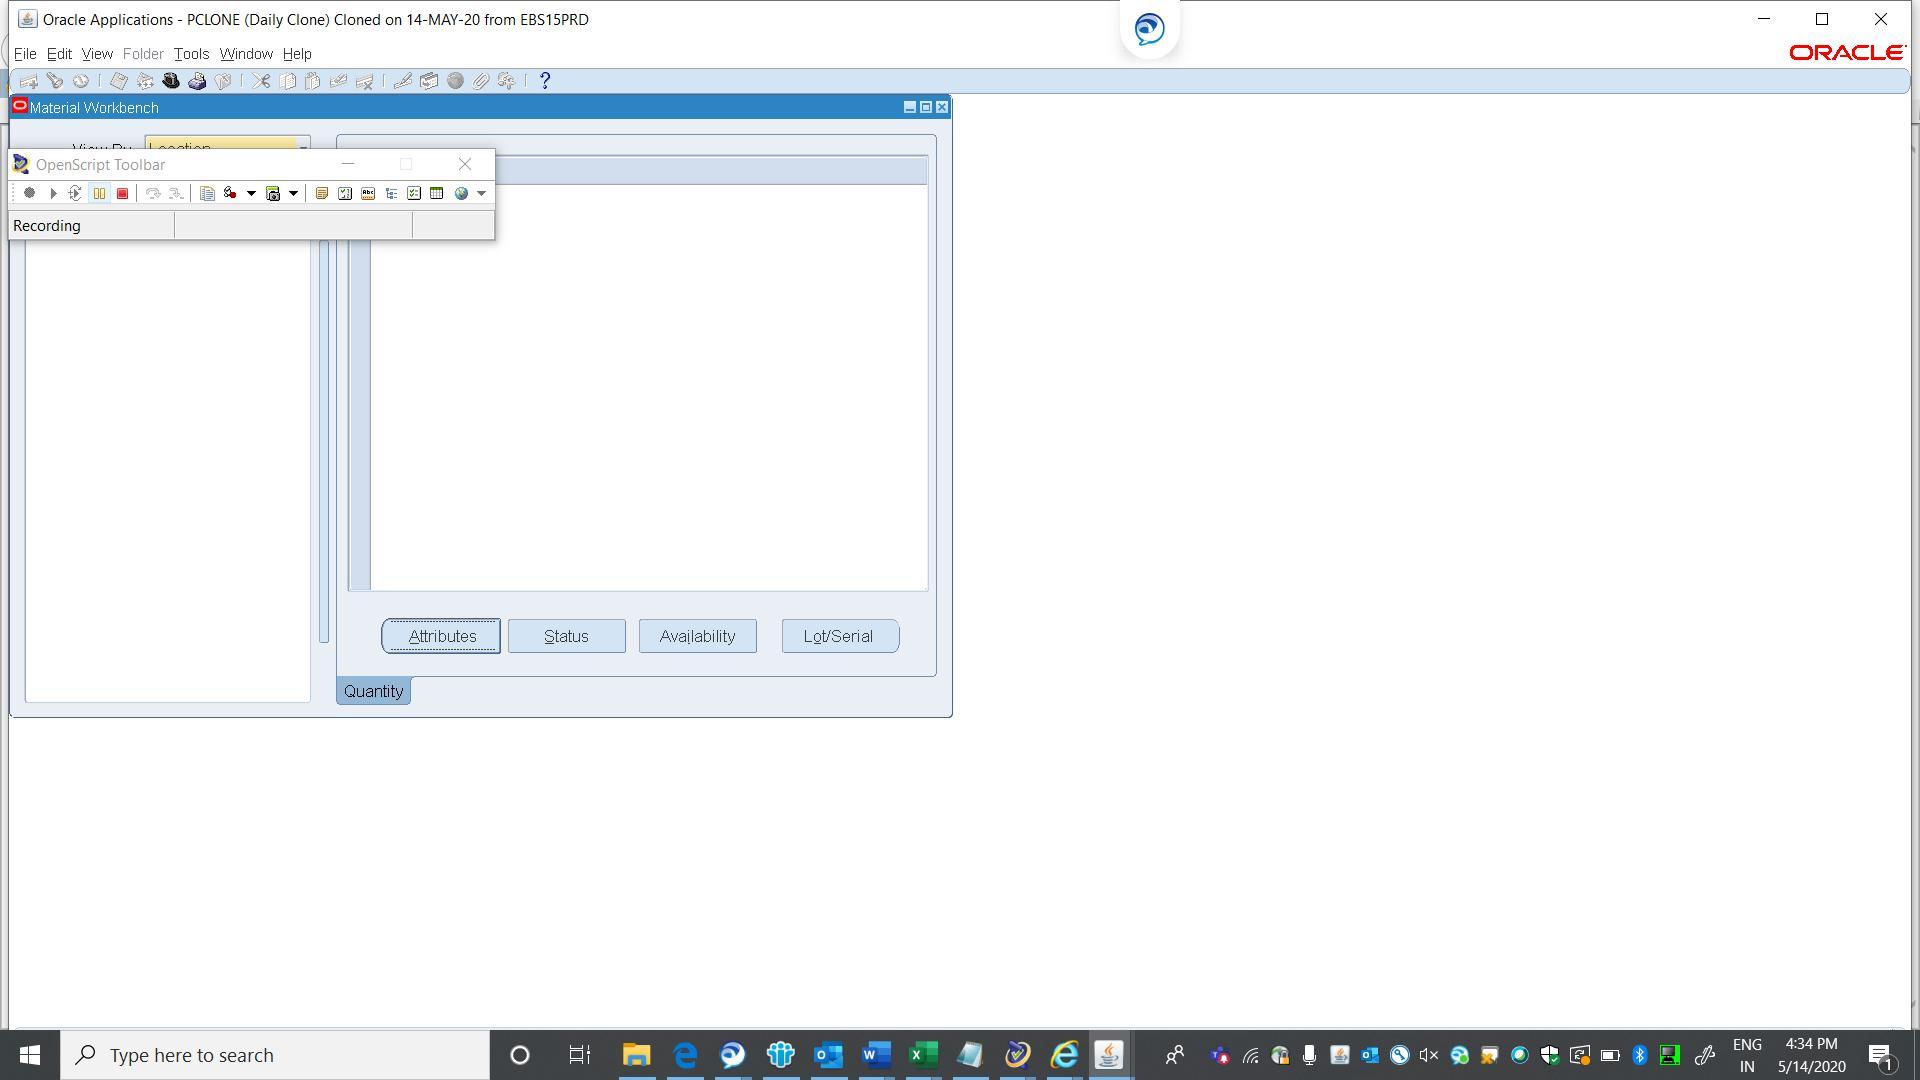 Oracle Applications - PCLONE (Daily Clone) Cloned on 14-MAY-20 from EBS15PRD
File Edit View Folder Tools Window Help
ORACLE
Material Workbench
View By Location
OpenScript Toolbar
Recording
Attributes Status Availability Lot/Serial
Quantity
Type here to search
ENG
IN
4:34 PM
5/14/2020
1